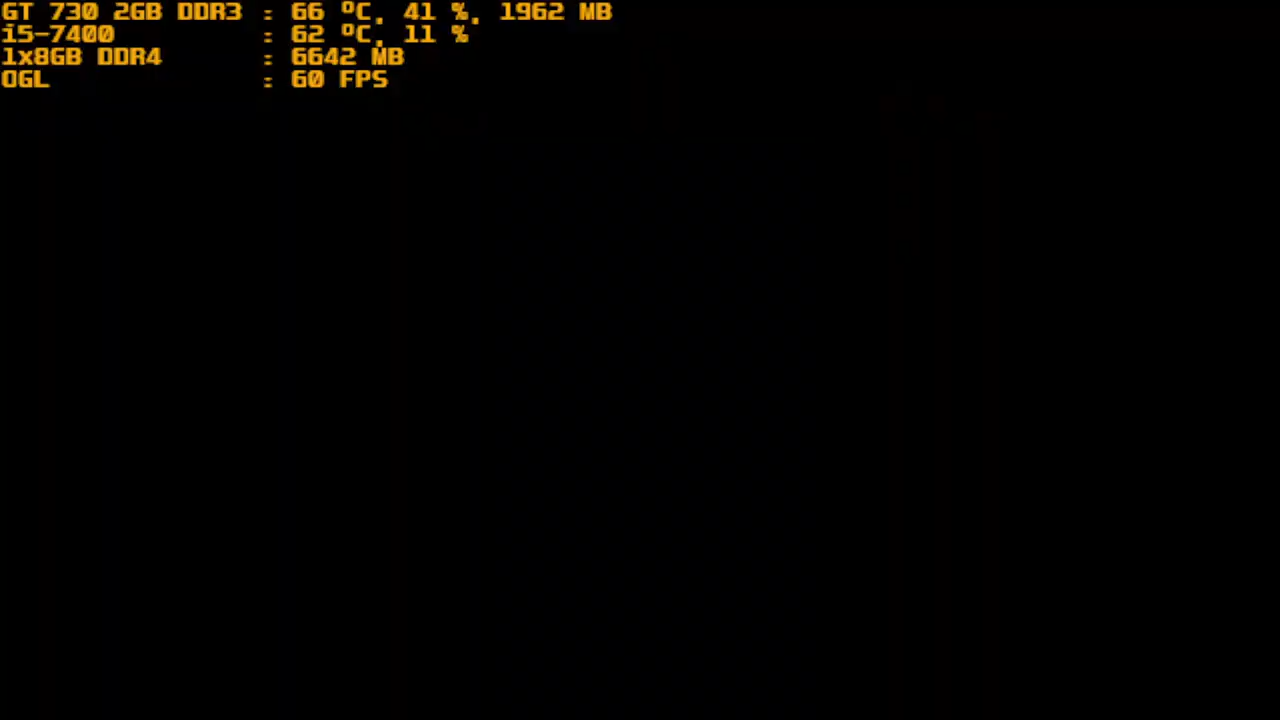 GT 730 2GB DDR3 : 66 ºC, 41 %, 1962 MB
i5-7400 : 62 ºC, 11 %
1x8GB DDR4 : 6642 MB
OGL : 60 FPS